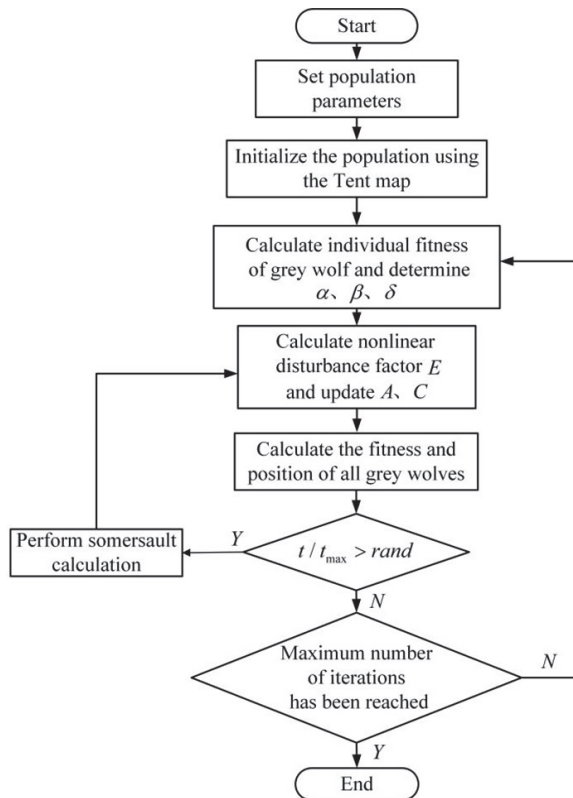 Start
Set population
parameters
Initialize the population using
the Tent map
Calculate individual fitness
of grey wolf and determine
α、β、δ
Calculate nonlinear
disturbance factor E
and update A、C
Calculate the fitness and
position of all grey wolves
t / t_max > rand
Y
Perform somersault
calculation
N
Maximum number
of iterations
has been reached
N
Y
End